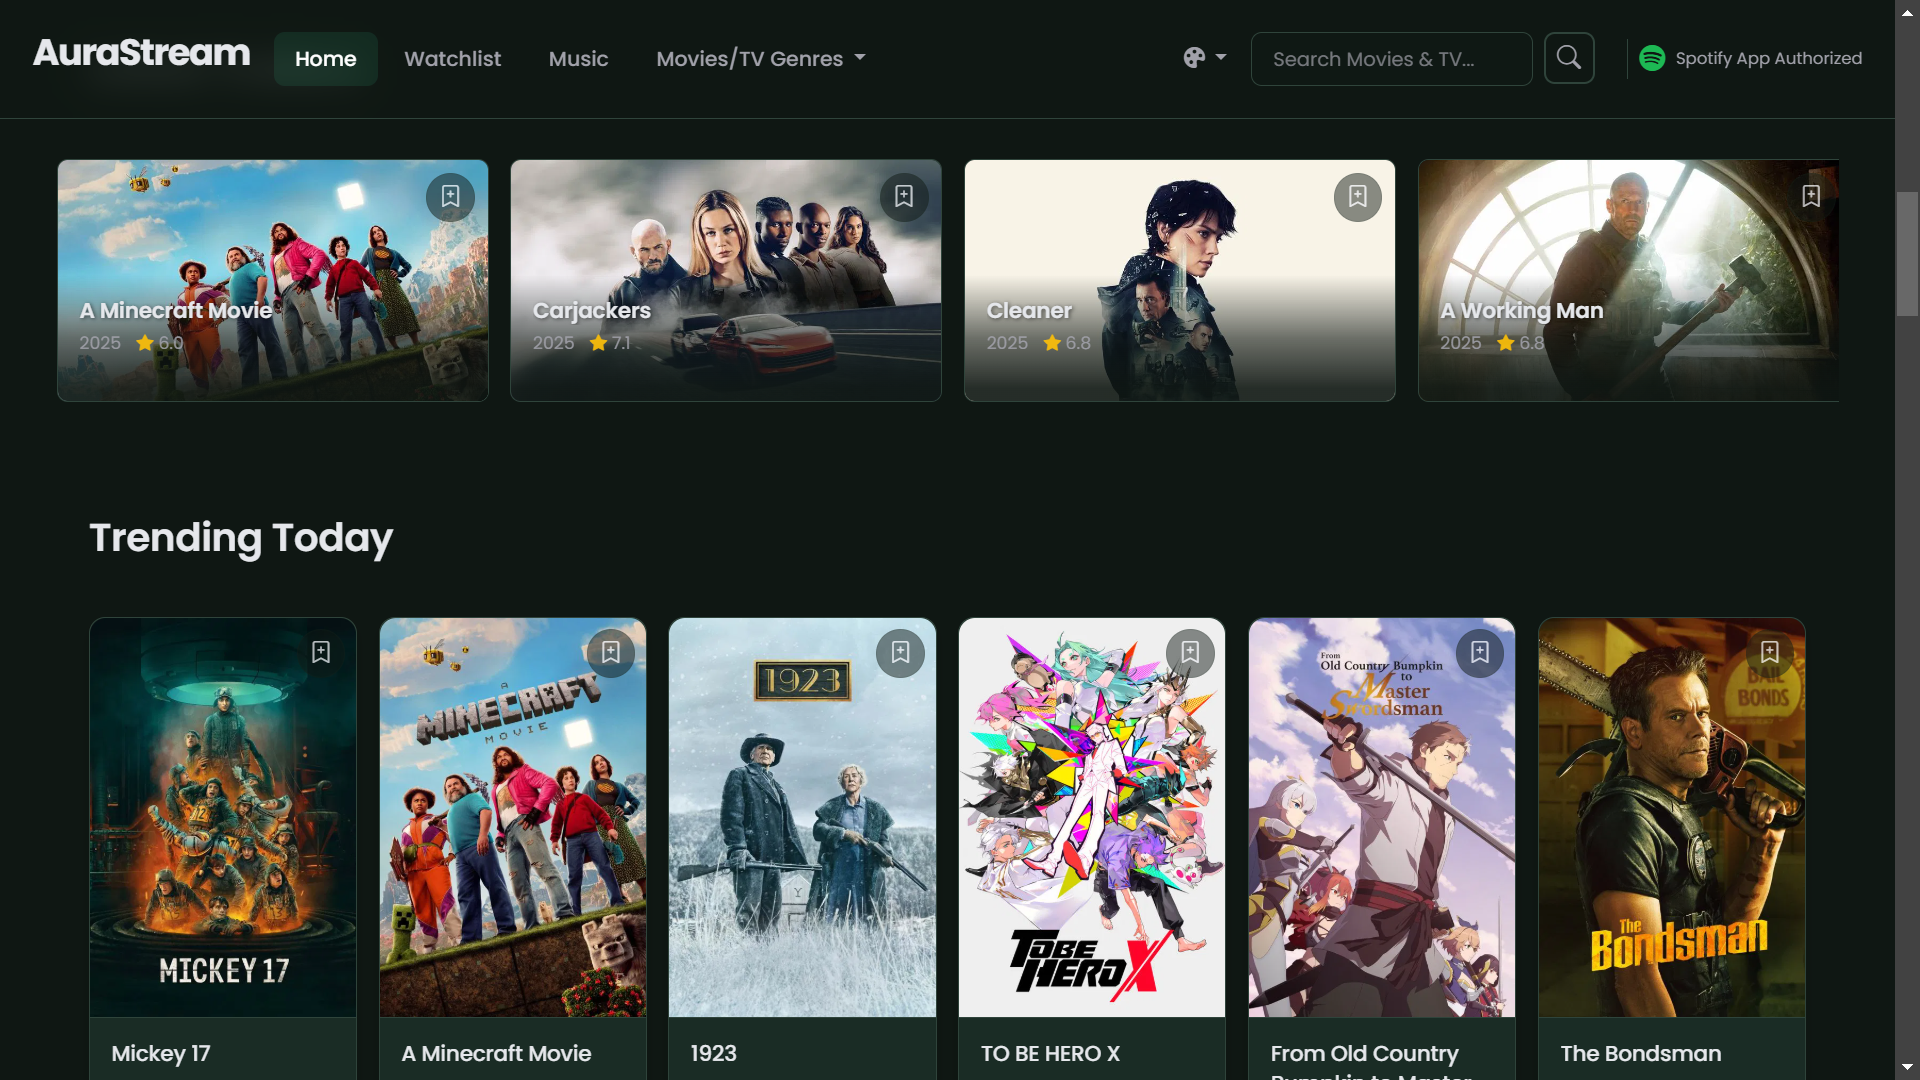 AuraStream
Home
Watchlist
Music
Movies/TV Genres
Search Movies & TV...
Spotify App Authorized
A Minecraft Movie
2025 6.0
Carjackers
2025 7.1
Cleaner
2025 6.8
A Working Man
2025 6.8
Trending Today
MICKEY 17
A
MINECRAFT
MOVIE
1923
TO BE
HERO X
From
Old Country Bumpkin
to
Master
Swordsman
BAIL
BONDS
The
Bondsman
Mickey 17
A Minecraft Movie
1923
TO BE HERO X
From Old Country
Bumpkin to Master
The Bondsman